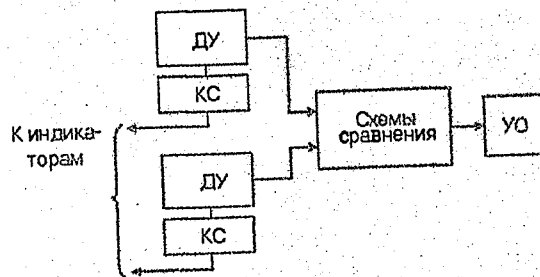 ДУ
КС
К индика-
торам
Схемы
сравнения
УО
ДУ
КС